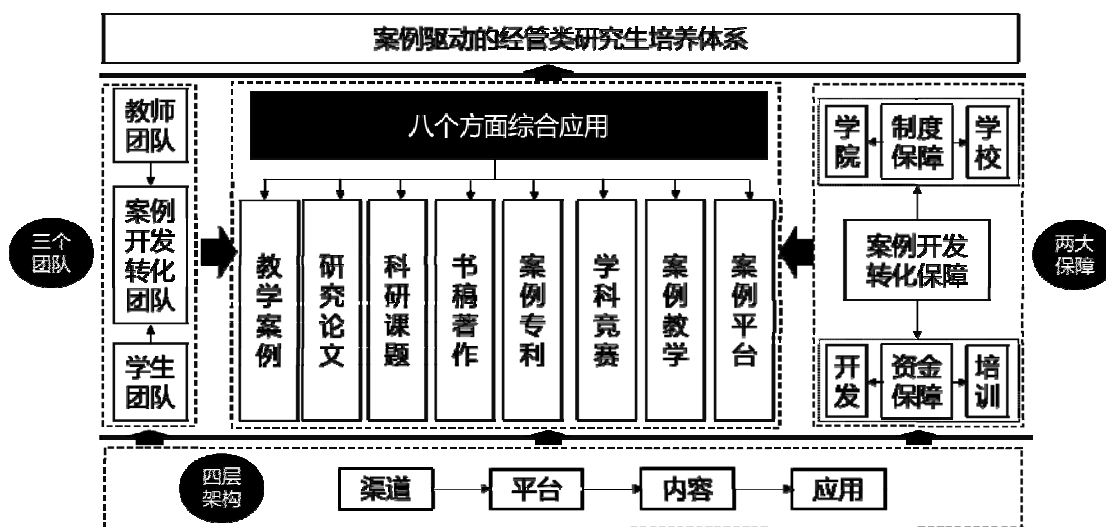 案例驱动的经管类研究生培养体系
三个
团队
教师
团队
案例
开发
转化
团队
学生
团队
八个方面综合应用
教学案例
研究论文
科研课题
书稿著作
案例专利
学科竞赛
案例教学
案例平台
学院
制度
保障
学校
案例开发
转化保障
开发
资金
保障
培训
两大
保障
四层
架构
渠道
平台
内容
应用